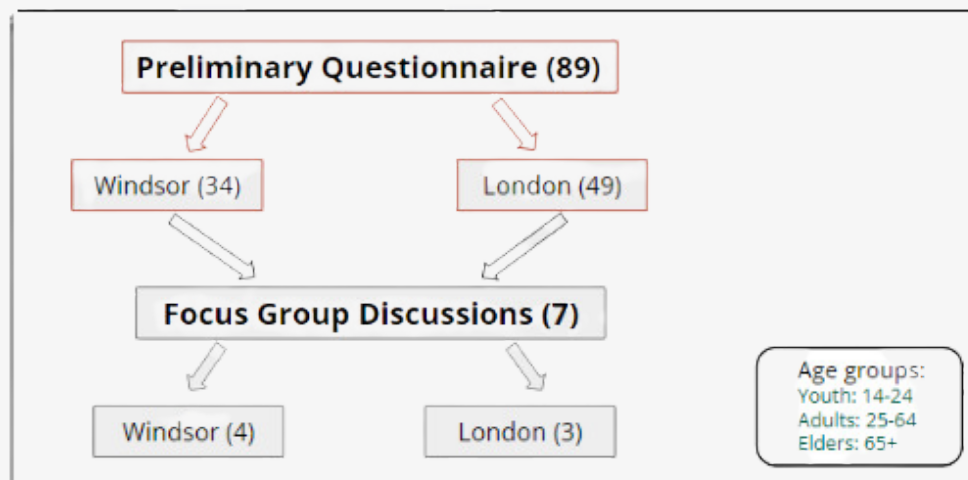 Preliminary Questionnaire (89)
Windsor (34)
London (49)
Focus Group Discussions (7)
Windsor (4)
London (3)
Age groups:
Youth: 14-24
Adults: 25-64
Elders: 65+